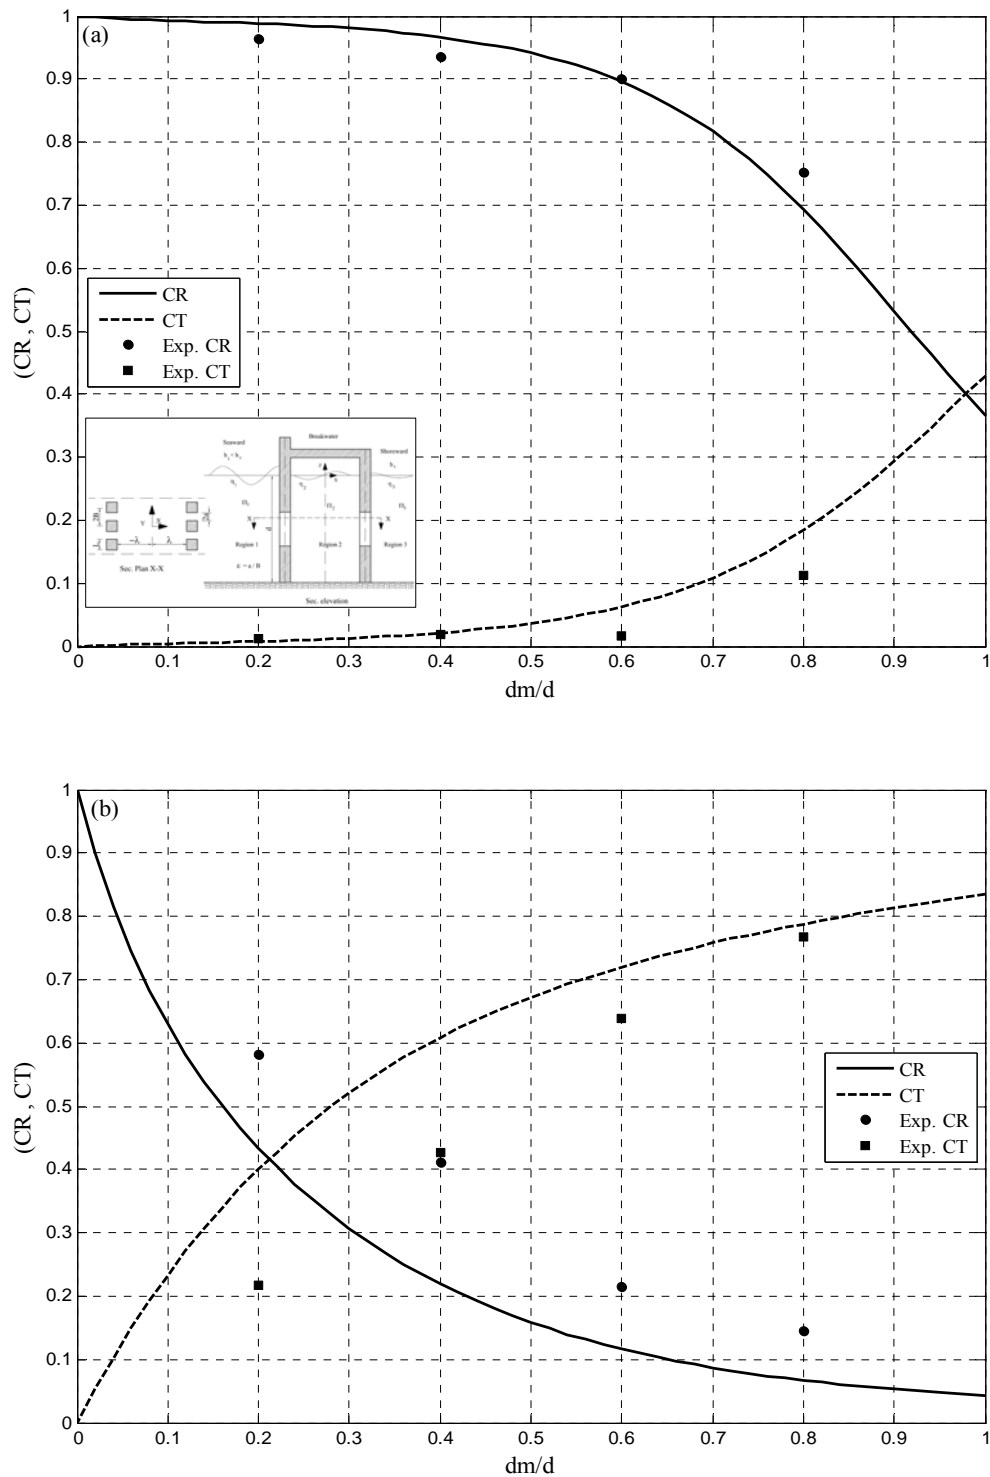 (a)
1
0.9
0.8
0.7
0.6
0.5
0.4
0.3
0.2
0.1
0
(CR , CT)
CR
CT
Exp. CR
Exp. CT
Seaward
Breakwater
Shoreward
Region 1
Region 2
Region 3
ε = a / B
Sec. Plan X-X
Sec. elevation
0 0.1 0.2 0.3 0.4 0.5 0.6 0.7 0.8 0.9 1
dm/d
(b)
1
0.9
0.8
0.7
0.6
0.5
0.4
0.3
0.2
0.1
0
(CR , CT)
CR
CT
Exp. CR
Exp. CT
0 0.1 0.2 0.3 0.4 0.5 0.6 0.7 0.8 0.9 1
dm/d